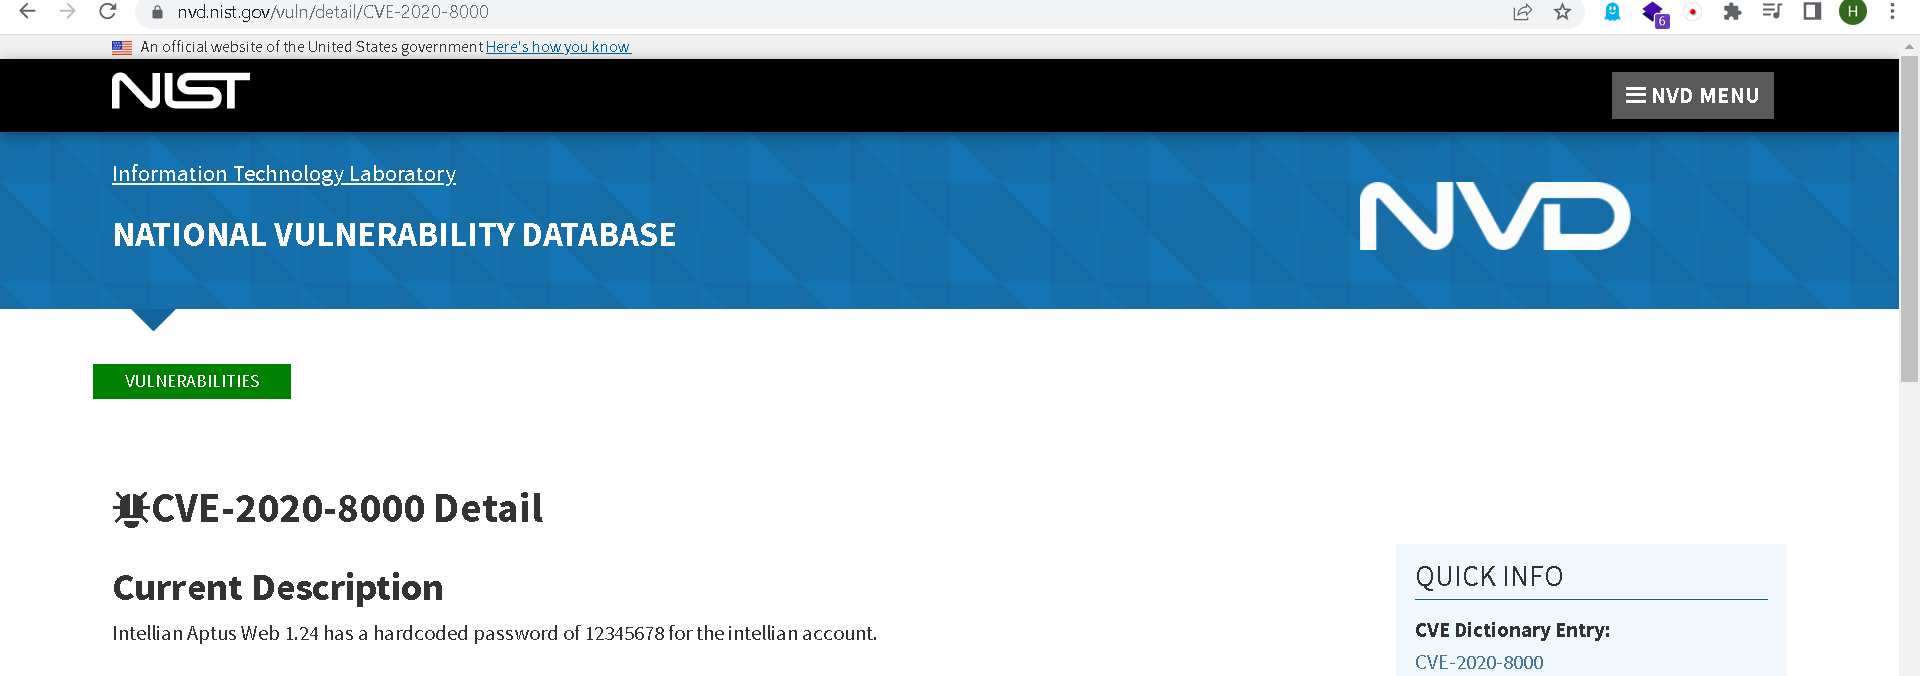 nvd.nist.gov/vuln/detail/CVE-2020-8000
6
H
An official website of the United States government Here's how you know
NIST
NVD MENU
Information Technology Laboratory
NATIONAL VULNERABILITY DATABASE
NVD
VULNERABILITIES
CVE-2020-8000 Detail
Current Description
Intellian Aptus Web 1.24 has a hardcoded password of 12345678 for the intellian account.
QUICK INFO
CVE Dictionary Entry:
CVE-2020-8000